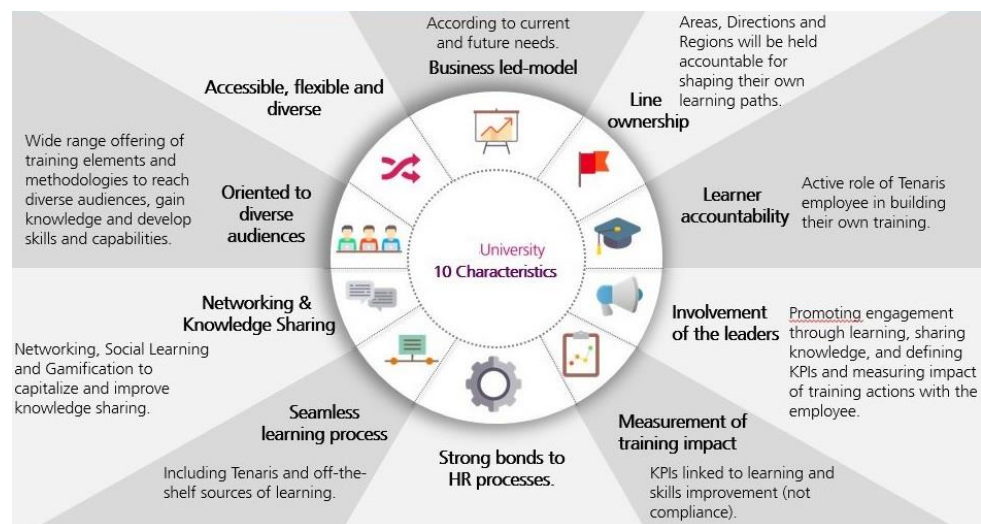 According to current
and future needs.
Business led-model
Areas, Directions and
Regions will be held
accountable for
shaping their own
learning paths.
Line
ownership
Learner
accountability
Active role of Tenaris
employee in building
their own training.
Involvement
of the leaders
Promoting engagement
through learning, sharing
knowledge, and defining
KPIs and measuring impact
of training actions with the
employee.
Measurement of
training impact
KPIs linked to learning and
skills improvement (not
compliance).
Strong bonds to
HR processes.
Seamless
learning process
Including Tenaris and off-the-
shelf sources of learning.
Networking &
Knowledge Sharing
Networking, Social Learning
and Gamification to
capitalize and improve
knowledge sharing.
Oriented to
diverse
audiences
Wide range offering of
training elements and
methodologies to reach
diverse audiences, gain
knowledge and develop
skills and capabilities.
Accessible, flexible and
diverse
University
10 Characteristics